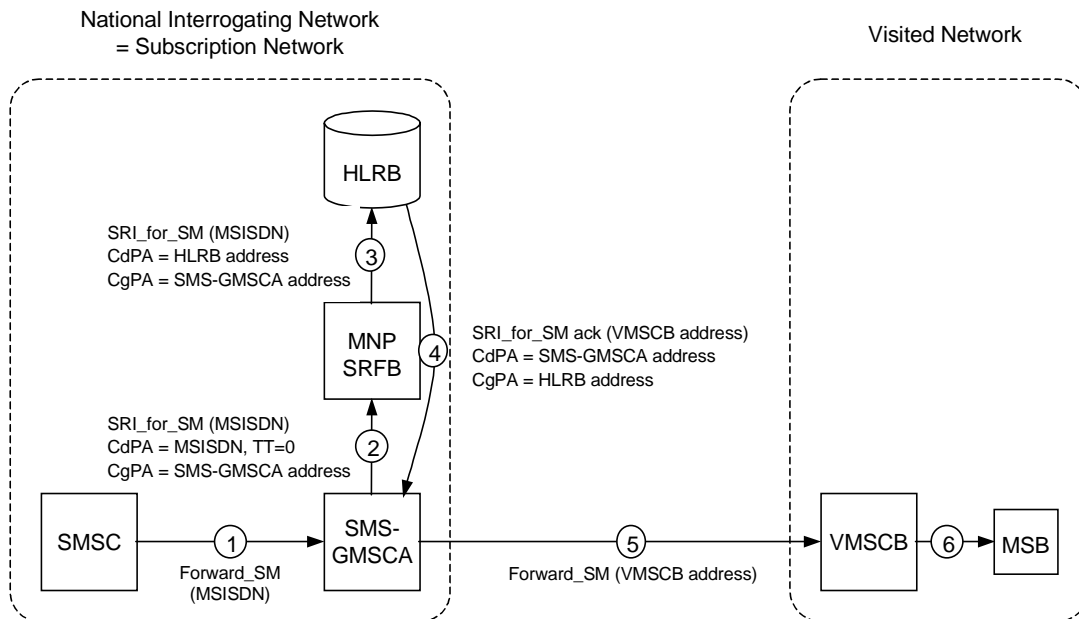 National Interrogating Network
= Subscription Network
Visited Network
HLRB
SRI_for_SM (MSISDN)
CdPA = HLRB address
CgPA = SMS-GMSCA address
3
MNP
SRFB
4
SRI_for_SM ack (VMSCB address)
CdPA = SMS-GMSCA address
CgPA = HLRB address
SRI_for_SM (MSISDN)
CdPA = MSISDN, TT=0
CgPA = SMS-GMSCA address
2
SMSC
1
Forward_SM
(MSISDN)
SMS-
GMSCA
5
Forward_SM (VMSCB address)
VMSCB
6
MSB